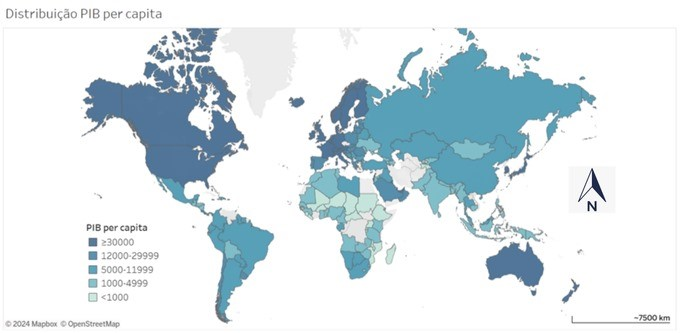 Distribuição PIB per capita
PIB per capita
≥30000
12000-29999
5000-11999
1000-4999
<1000
N
© 2024 Mapbox © OpenStreetMap
~7500 km